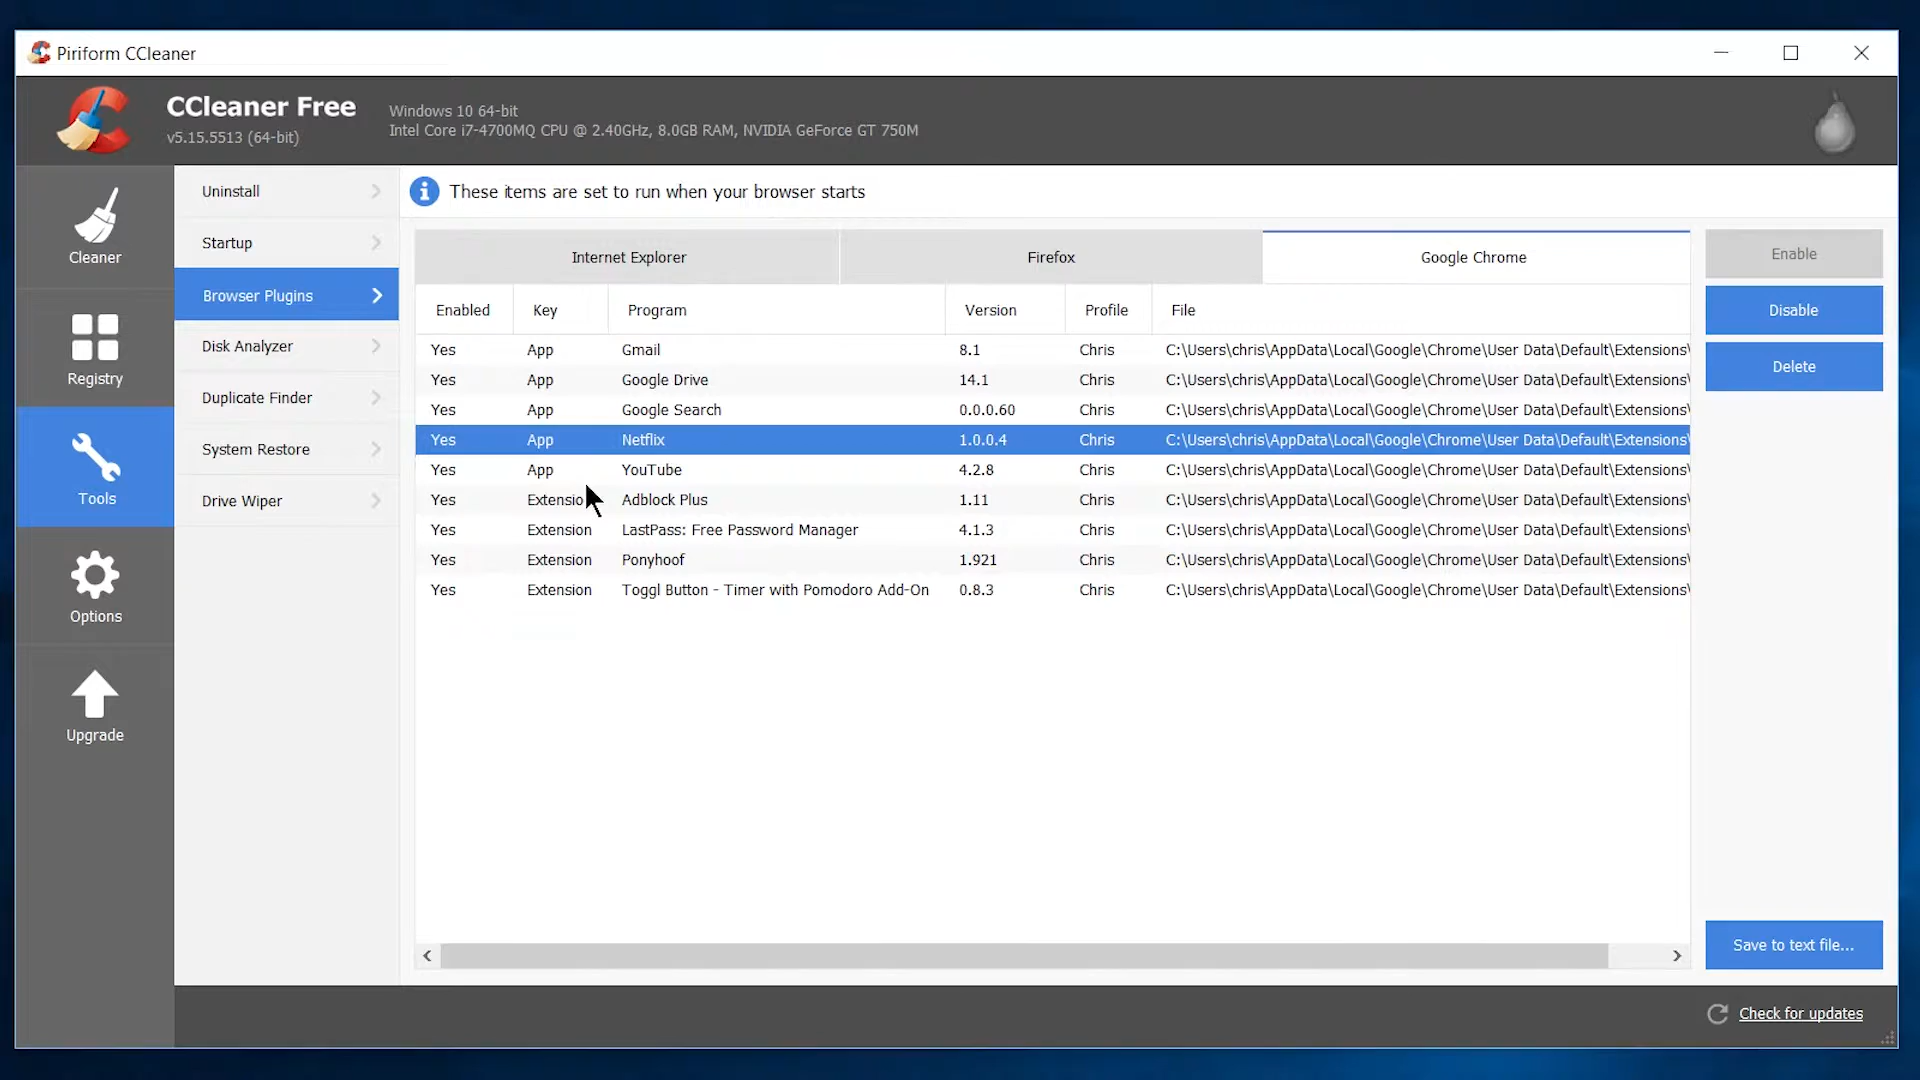 Piriform CCleaner
CCleaner Free
v5.15.5513 (64-bit)
Windows 10 64-bit
Intel Core i7-4700MQ CPU @ 2.40GHz, 8.0GB RAM, NVIDIA GeForce GT 750M
Cleaner
Registry
Tools
Options
Upgrade
Uninstall
Startup
Browser Plugins
Disk Analyzer
Duplicate Finder
System Restore
Drive Wiper
These items are set to run when your browser starts
Internet Explorer Firefox Google Chrome
Enabled Key Program Version Profile File
Yes App Gmail 8.1 Chris C:\Users\chris\AppData\Local\Google\Chrome\User Data\Default\Extensions\
Yes App Google Drive 14.1 Chris C:\Users\chris\AppData\Local\Google\Chrome\User Data\Default\Extensions\
Yes App Google Search 0.0.0.60 Chris C:\Users\chris\AppData\Local\Google\Chrome\User Data\Default\Extensions\
Yes App Netflix 1.0.0.4 Chris C:\Users\chris\AppData\Local\Google\Chrome\User Data\Default\Extensions\
Yes App YouTube 4.2.8 Chris C:\Users\chris\AppData\Local\Google\Chrome\User Data\Default\Extensions\
Yes Extensio Adblock Plus 1.11 Chris C:\Users\chris\AppData\Local\Google\Chrome\User Data\Default\Extensions\
Yes Extension LastPass: Free Password Manager 4.1.3 Chris C:\Users\chris\AppData\Local\Google\Chrome\User Data\Default\Extensions\
Yes Extension Ponyhoof 1.921 Chris C:\Users\chris\AppData\Local\Google\Chrome\User Data\Default\Extensions\
Yes Extension Toggl Button - Timer with Pomodoro Add-On 0.8.3 Chris C:\Users\chris\AppData\Local\Google\Chrome\User Data\Default\Extensions\
Enable
Disable
Delete
Save to text file...
Check for updates